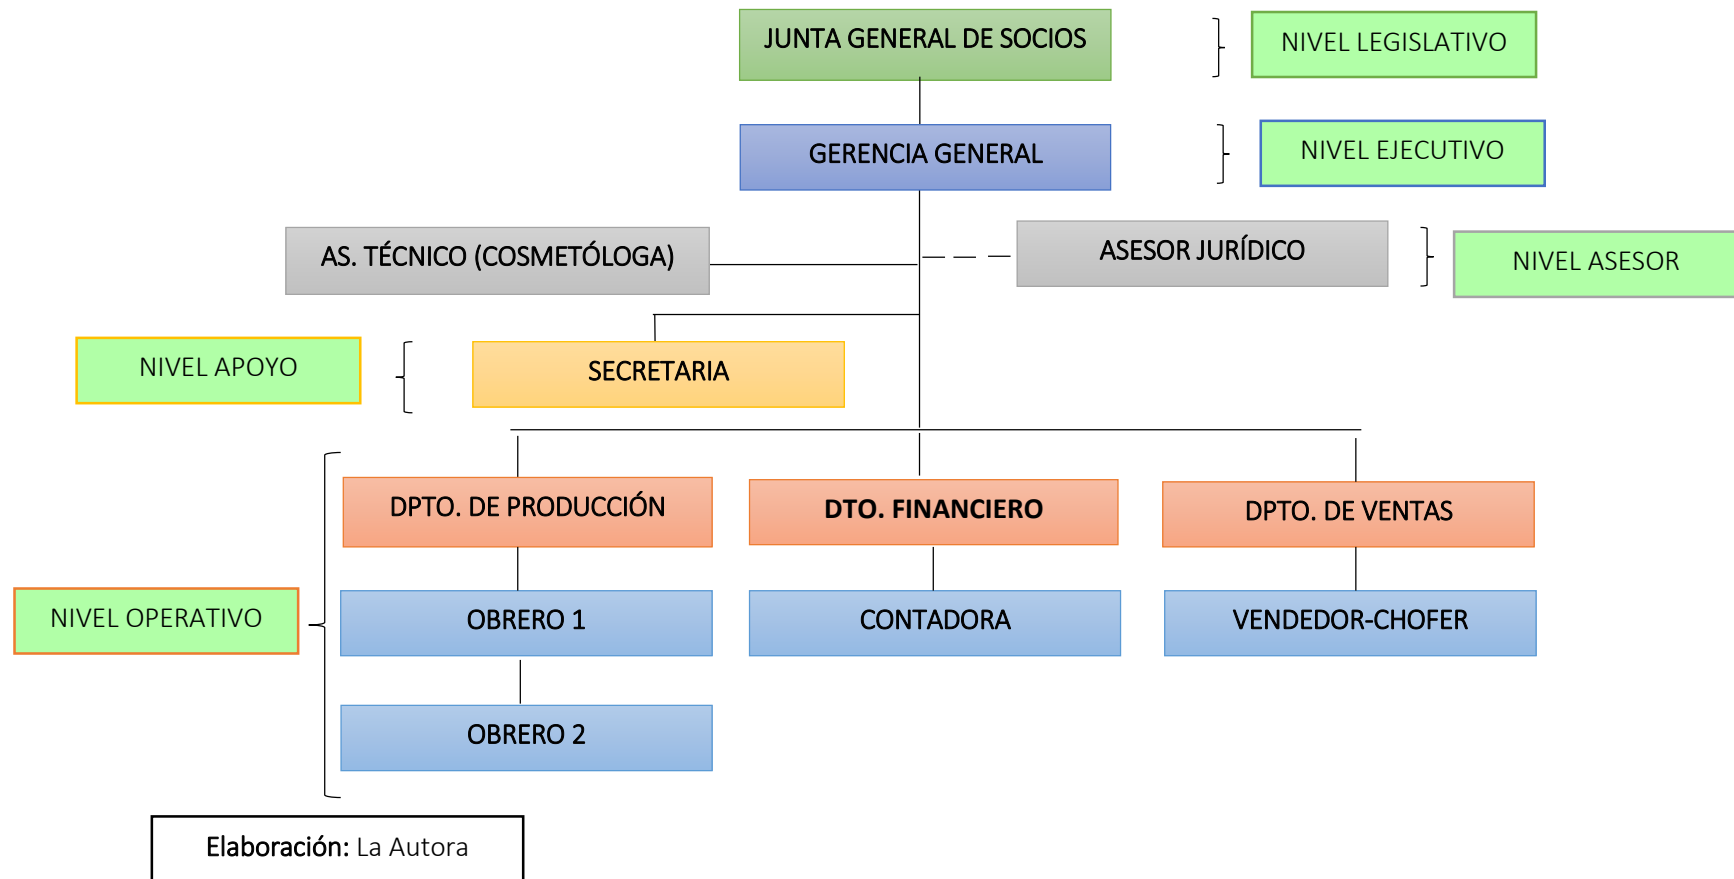 JUNTA GENERAL DE SOCIOS
NIVEL LEGISLATIVO
GERENCIA GENERAL
NIVEL EJECUTIVO
AS. TÉCNICO (COSMETÓLOGA)
ASESOR JURÍDICO
NIVEL ASESOR
NIVEL APOYO
SECRETARIA
DPTO. DE PRODUCCIÓN
DTO. FINANCIERO
DPTO. DE VENTAS
NIVEL OPERATIVO
OBRERO 1
CONTADORA
VENDEDOR-CHOFER
OBRERO 2
Elaboración: La Autora